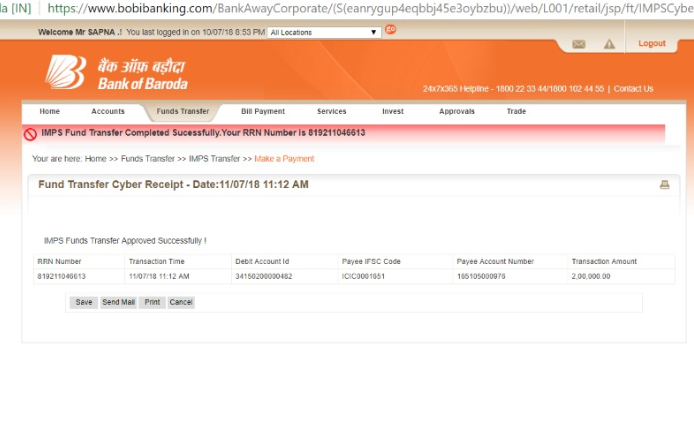 la [IN] https://www.bobibanking.com/BankAwayCorporate/(S(eanrygup4eqbbj45e3oybzbu))/web/L001/retail/jsp/ft/IMPSCybe
Welcome Mr SAPNA .! You last logged in on 10/07/18 8:53 PM All Locations go
Logout
बैंक ऑफ़ बड़ौदा
Bank of Baroda
24x7x365 Helpline - 1800 22 33 44/1800 102 44 55 | Contact Us
Home Accounts Funds Transfer Bill Payment Services Invest Approvals Trade
IMPS Fund Transfer Completed Sucessfully.Your RRN Number is 819211046613
Your are here: Home >> Funds Transfer >> IMPS Transfer >> Make a Payment
Fund Transfer Cyber Receipt - Date:11/07/18 11:12 AM
IMPS Funds Transfer Approved Successfully !
RRN Number Transaction Time Debit Account Id Payee IFSC Code Payee Account Number Transaction Amount
819211046613 11/07/18 11:12 AM 34150200000482 ICIC0001651 165105000976 2,00,000.00
Save Send Mail Print Cancel